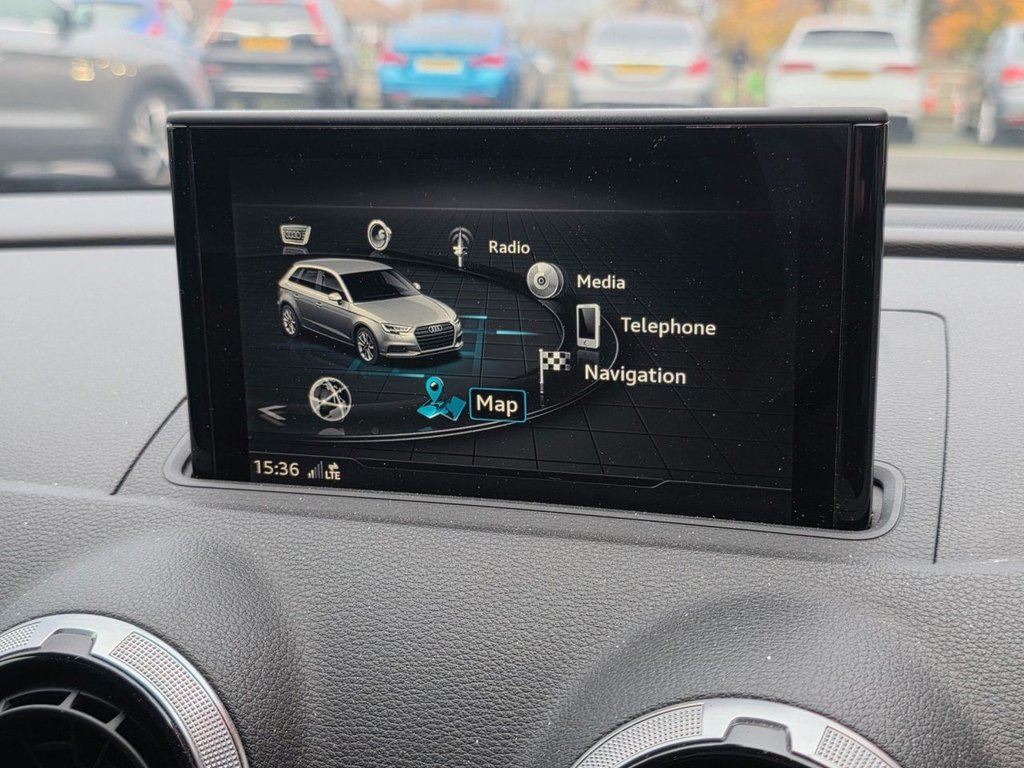 Radio
Media
Telephone
Navigation
Map
15:36 LTE